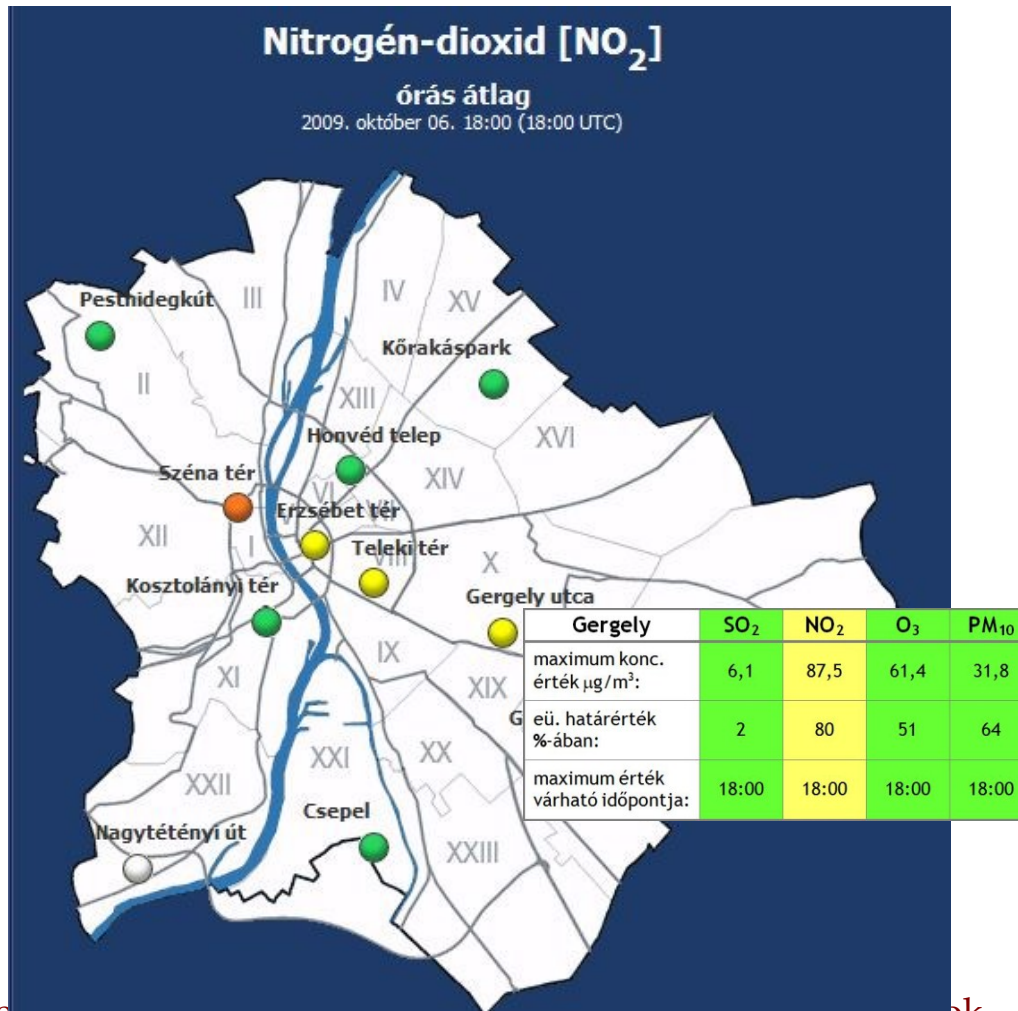 Nitrogén-dioxid [NO₂]
órás átlag
2009. október 06. 18:00 (18:00 UTC)
Pesthidegkút
III
IV
XV
Kőrakáspark
II
XIII
Honvéd telep
XVI
Széna tér
VI
XIV
Erzsébet tér
V
VII
XII
I
Teleki tér
VIII
X
Kosztolányi tér
Gergely utca
IX
XI
XIX
G
XX
XXI
XXII
Csepel
Nagytétényi út
XXIII
Gergely SO₂ NO₂ O₃ PM₁₀
maximum konc.
érték µg/m³: 6,1 87,5 61,4 31,8
eü. határérték
%-ában: 2 80 51 64
maximum érték
várható időpontja: 18:00 18:00 18:00 18:00